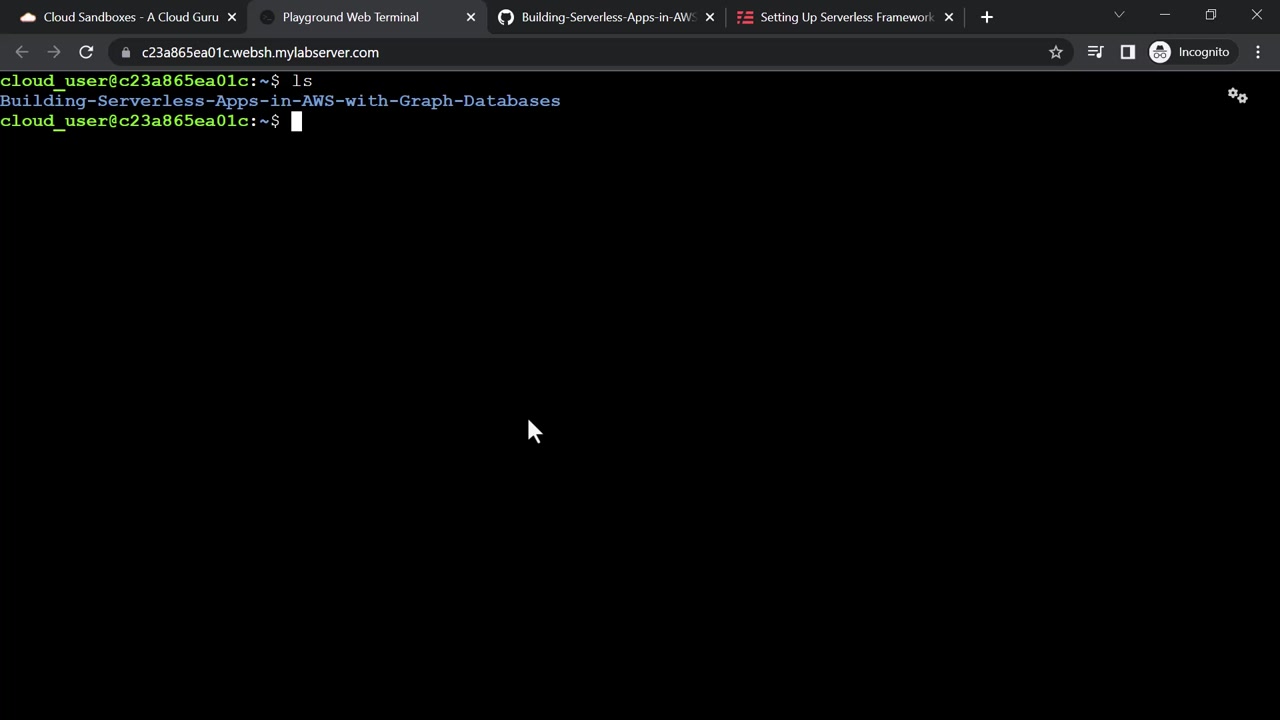 Cloud Sandboxes - A Cloud Guru
Playground Web Terminal
Building-Serverless-Apps-in-AWS
Setting Up Serverless Framework
c23a865ea01c.websh.mylabserver.com
Incognito
cloud_user@c23a865ea01c:~$ ls
Building-Serverless-Apps-in-AWS-with-Graph-Databases
cloud_user@c23a865ea01c:~$